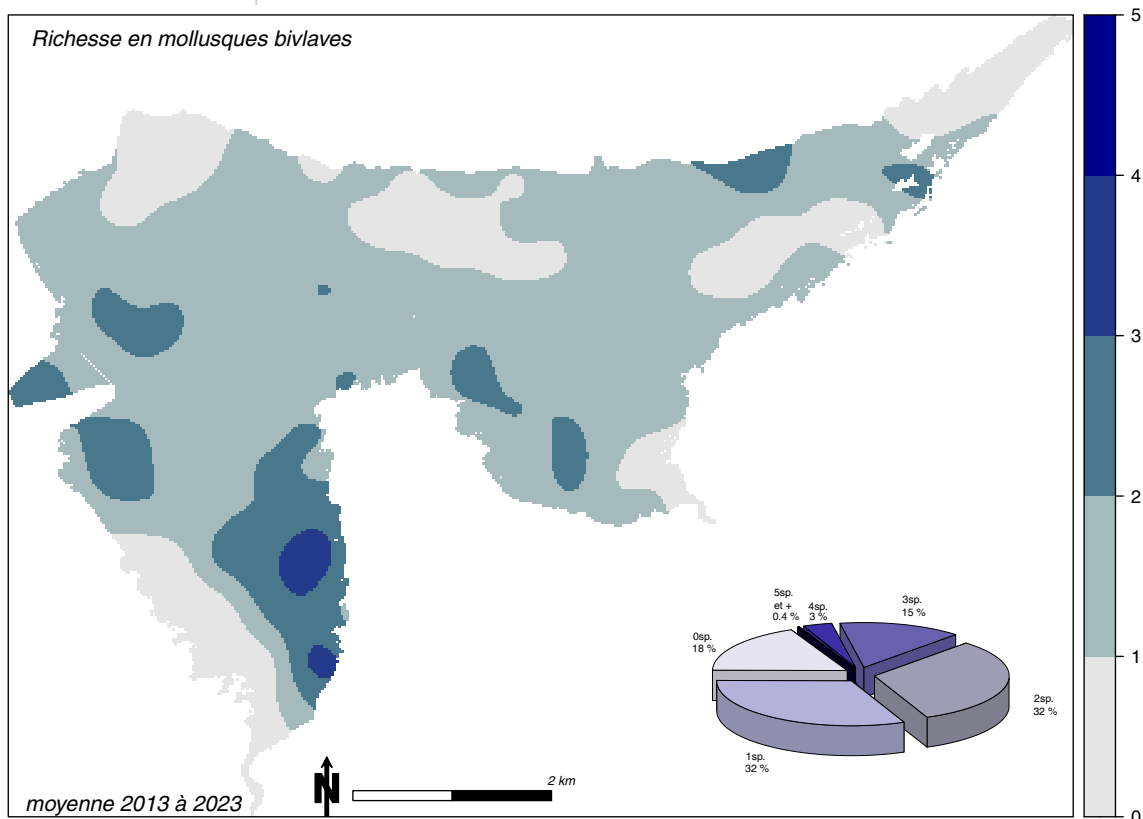 Richesse en mollusques bivlaves
5
4
3
2
1
0
5sp.
et +
0.4 %
4sp.
3 %
3sp.
15 %
0sp.
18 %
2sp.
32 %
1sp.
32 %
N
2 km
moyenne 2013 à 2023